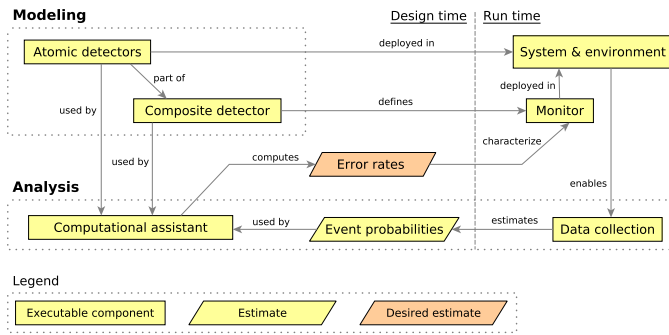 Modeling
Design time
Run time
Atomic detectors
deployed in
System & environment
part of
used by
deployed in
Composite detector
defines
Monitor
characterize
used by
computes
Error rates
enables
Analysis
Computational assistant
used by
Event probabilities
estimates
Data collection
Legend
Executable component
Estimate
Desired estimate